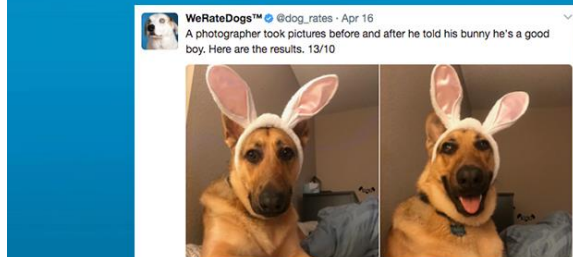 WeRateDogs™ @dog_rates · Apr 16
A photographer took pictures before and after he told his bunny he's a good
boy. Here are the results. 13/10